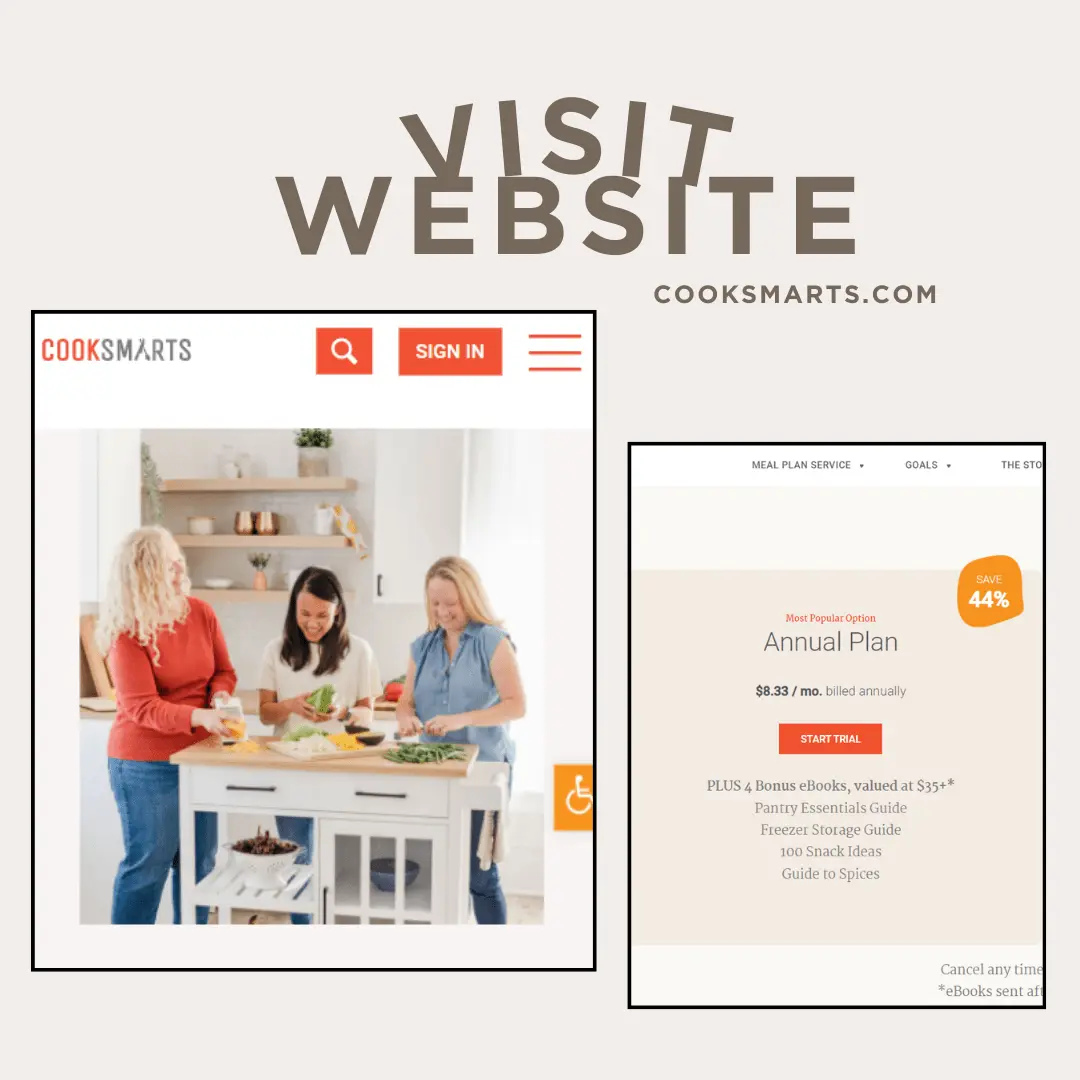 VISIT
WEBSITE
COOKSMARTS.COM
COOKSMARTS
SIGN IN
MEAL PLAN SERVICE
GOALS
THE STO
SAVE
44%
Most Popular Option
Annual Plan
$8.33 / mo. billed annually
START TRIAL
PLUS 4 Bonus eBooks, valued at $35+*
Pantry Essentials Guide
Freezer Storage Guide
100 Snack Ideas
Guide to Spices
Cancel any time
*eBooks sent aft